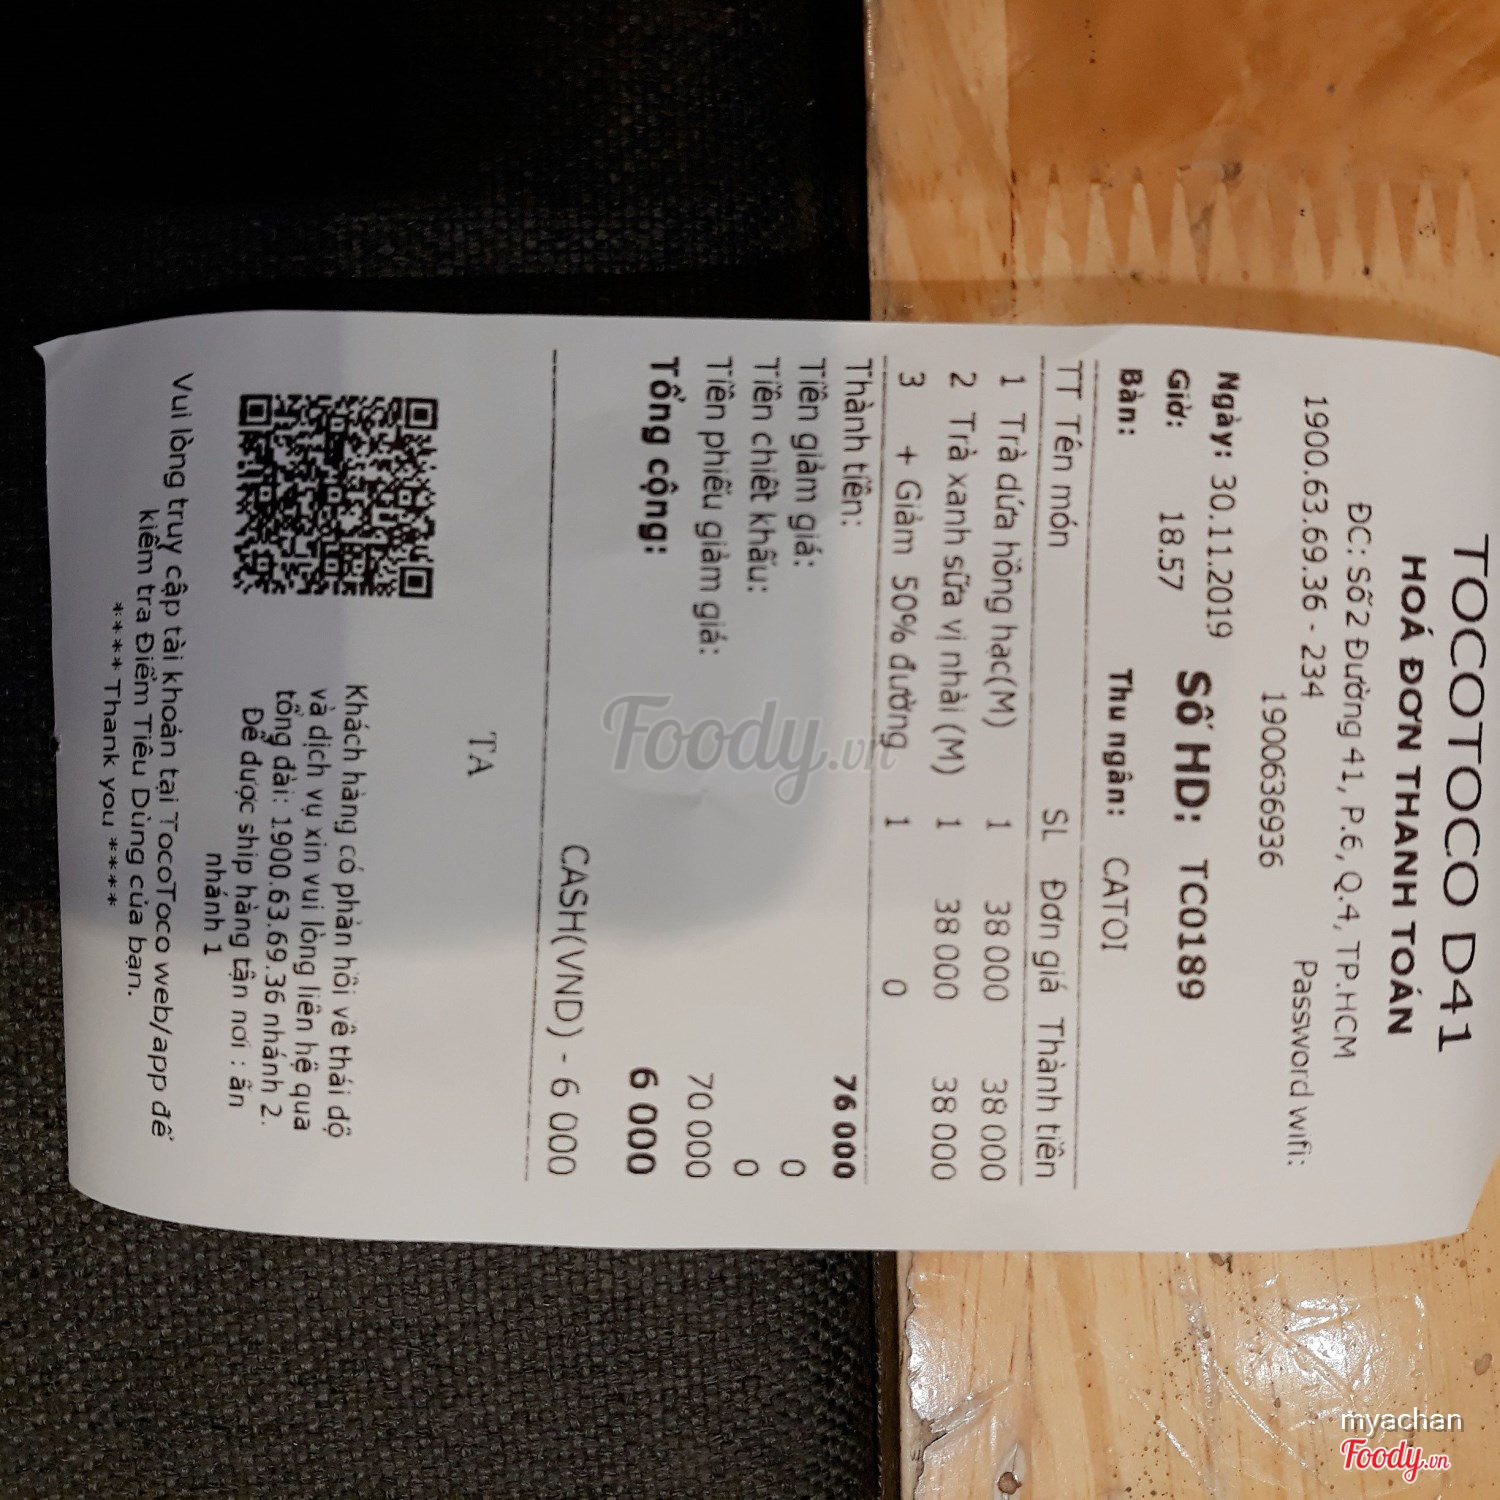 TOCOTOCO D41
HOÁ ĐƠN THANH TOÁN
ĐC: Số 2 Đường 41, P.6, Q.4, TP.HCM
1900.63.69.36 - 234 Password wifi:
1900636936
Ngày: 30.11.2019 Số HD: TC0189
Giờ: 18.57
Bàn: Thu ngân: CATOI
TT Tên món SL Đơn giá Thành tiền
1 Trà dứa hồng hạc(M) 1 38 000 38 000
2 Trà xanh sữa vị nhài (M) 1 38 000 38 000
3 + Giảm 50% đường 1 0
Thành tiền: 76 000
Tiền giảm giá: 0
Tiền chiết khấu: 0
Tiền phiếu giảm giá: 70 000
Tổng cộng: 6 000
CASH(VND) - 6 000
TA
Khách hàng có phản hồi về thái độ
và dịch vụ xin vui lòng liên hệ qua
tổng đài: 1900.63.69.36 nhánh 2.
Để được ship hàng tận nơi : ấn
nhánh 1
Vui lòng truy cập tài khoản tại TocoToco web/app để
kiểm tra Điểm Tiêu Dùng của bạn.
**** Thank you ****
Foody.vn
myachan
Foody.vn